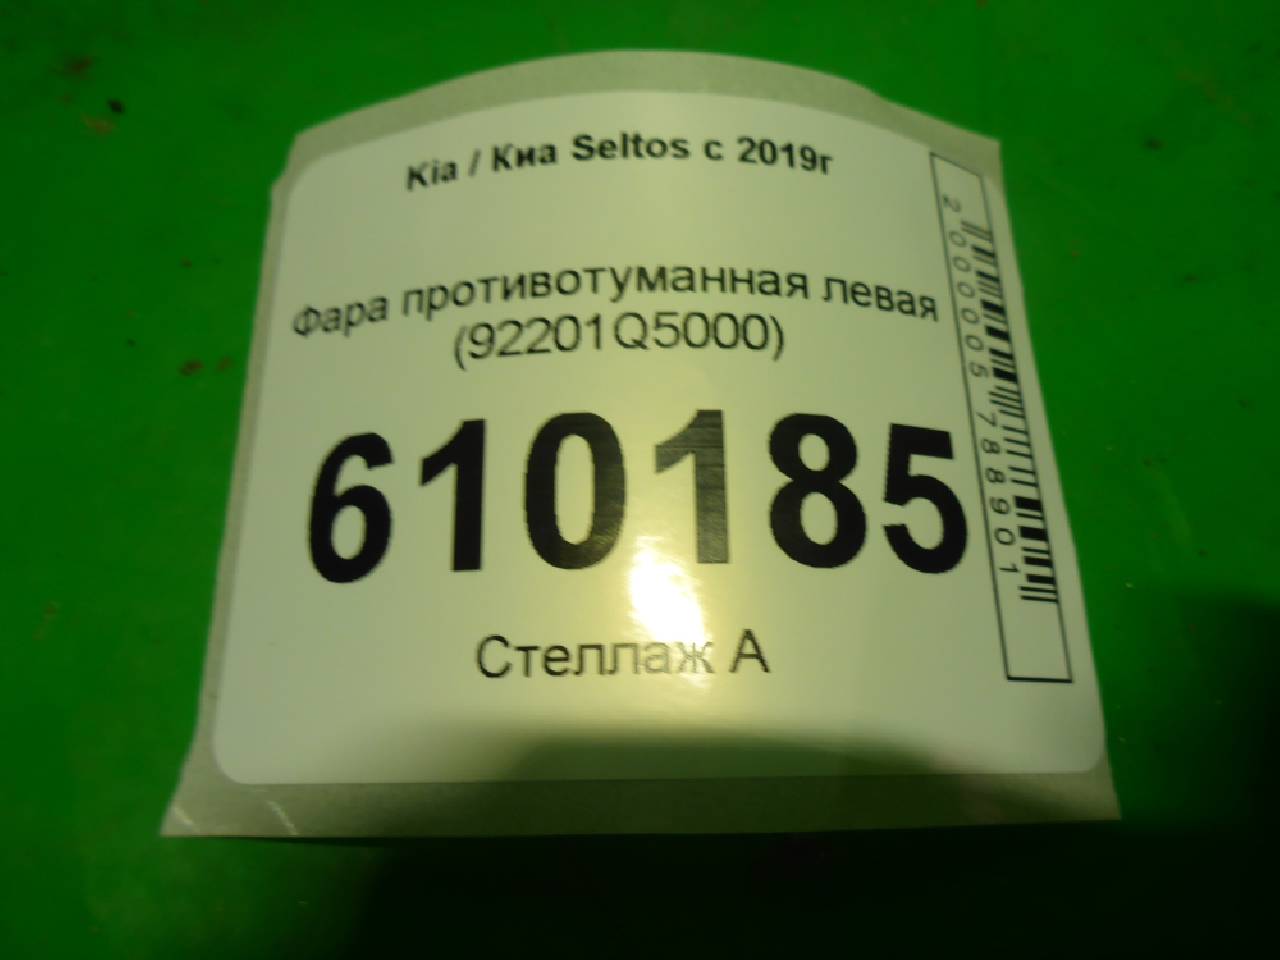 Kia / Киа Seltos с 2019г
Фара противотуманная левая
(92201Q5000)
610185
Стеллаж А
2000005788901